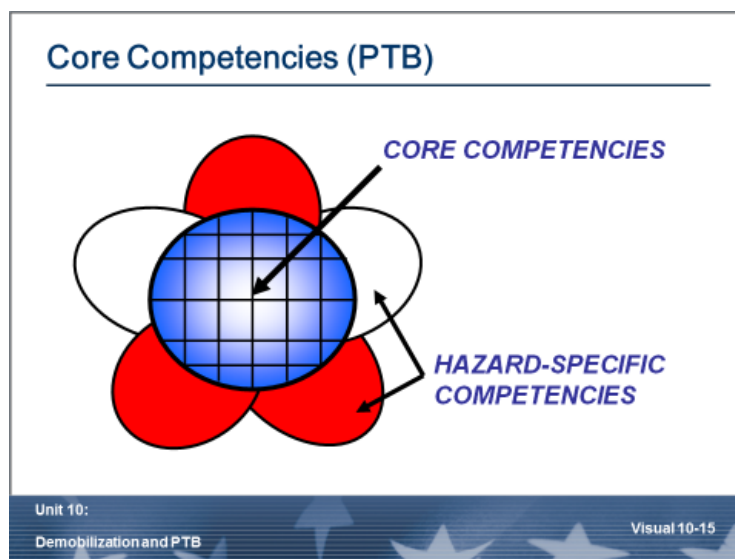 Core Competencies (PTB)
CORE COMPETENCIES
HAZARD-SPECIFIC
COMPETENCIES
Unit 10:
Demobilization and PTB
Visual 10-15